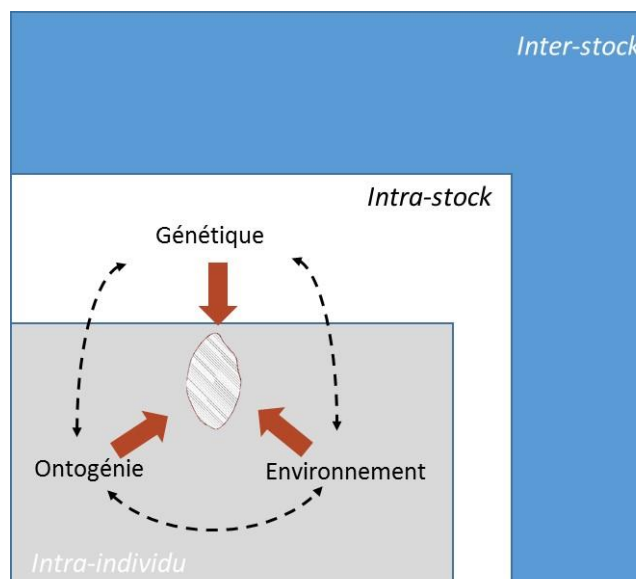 Inter-stock
Intra-stock
Génétique
Ontogénie
Environnement
Intra-individu